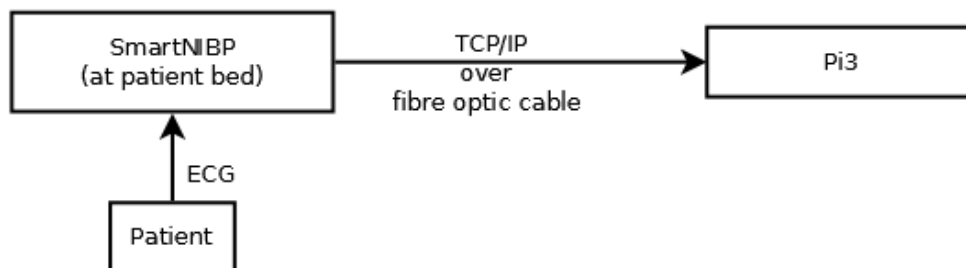 SmartNIBP
(at patient bed)
TCP/IP
over
fibre optic cable
Pi3
ECG
Patient